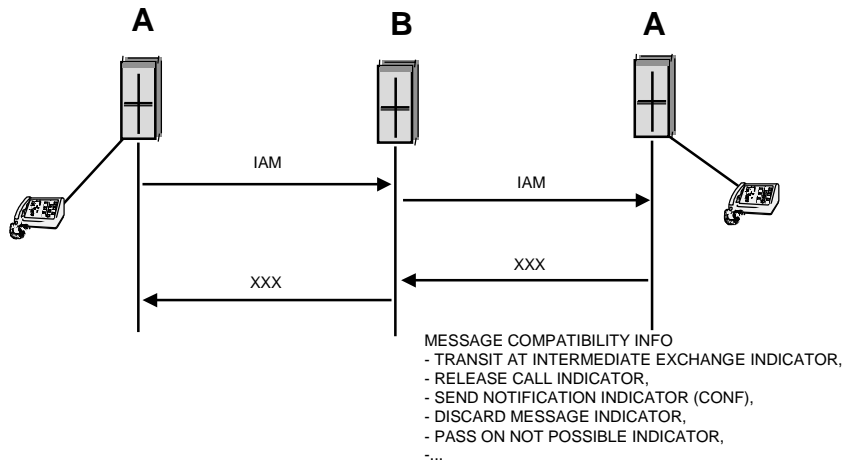 A B A
IAM
IAM
XXX
XXX
MESSAGE COMPATIBILITY INFO
- TRANSIT AT INTERMEDIATE EXCHANGE INDICATOR,
- RELEASE CALL INDICATOR,
- SEND NOTIFICATION INDICATOR (CONF),
- DISCARD MESSAGE INDICATOR,
- PASS ON NOT POSSIBLE INDICATOR,
-...